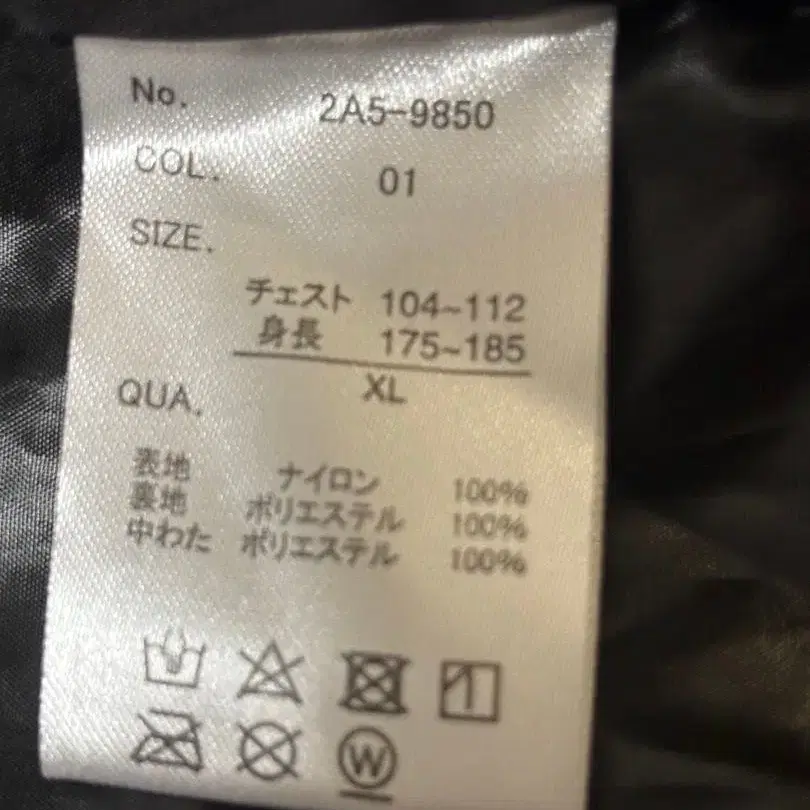 No. 2A5-9850
COL. 01
SIZE.
チェスト 104~112
身長 175~185
XL
QUA.
表地 ナイロン 100%
裏地 ポリエステル 100%
中わた ポリエステル 100%
W